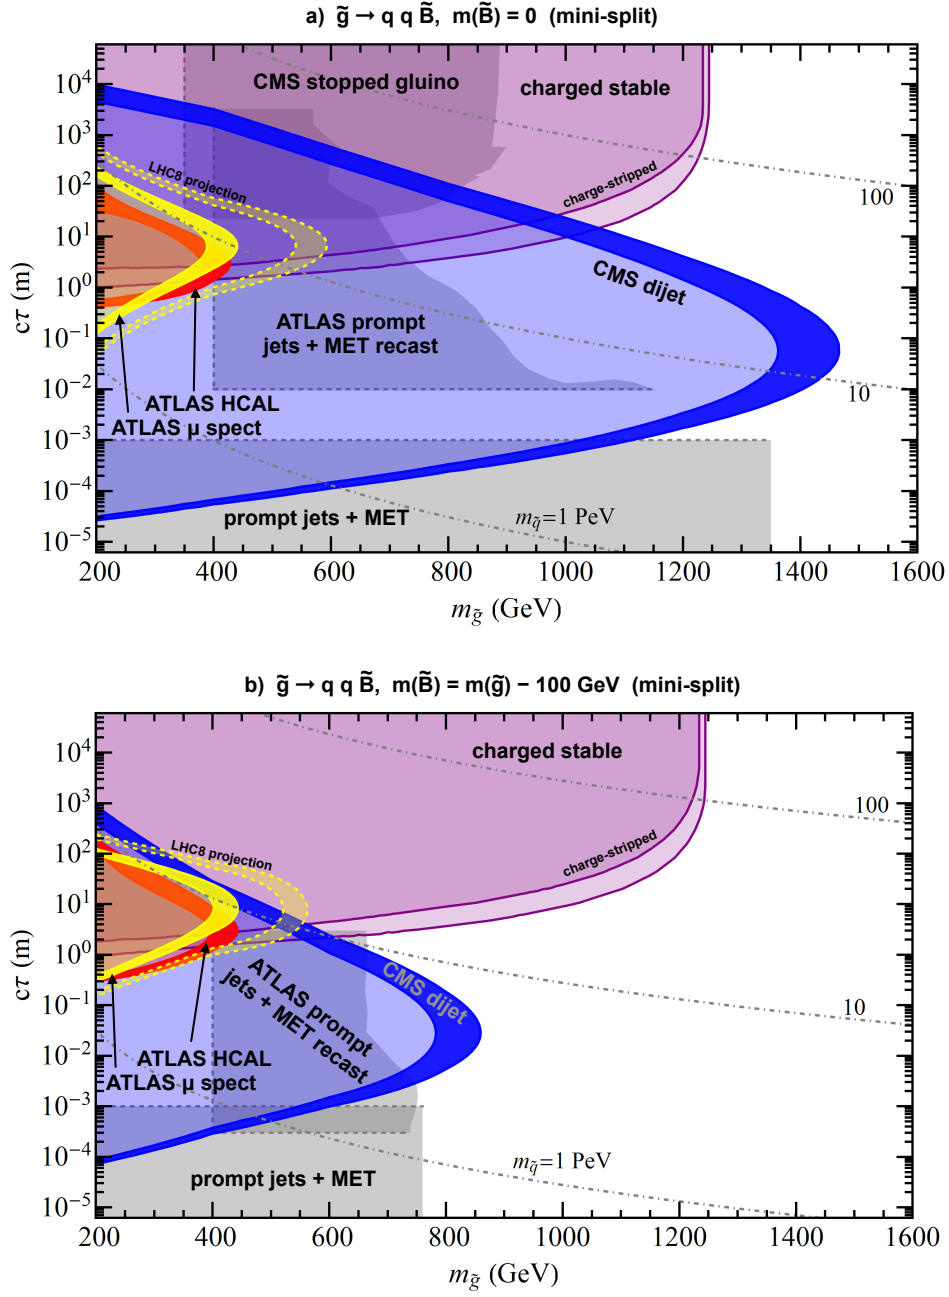 a) g̃ → q q B̃, m(B̃) = 0 (mini-split)
10⁴
10³
10²
10¹
10⁰
10⁻¹
10⁻²
10⁻³
10⁻⁴
10⁻⁵
cτ (m)
CMS stopped gluino
charged stable
LHC8 projection
charge-stripped
100
CMS dijet
ATLAS prompt
jets + MET recast
10
ATLAS HCAL
ATLAS μ spect
prompt jets + MET
m_q̃=1 PeV
200 400 600 800 1000 1200 1400 1600
m_g̃ (GeV)
b) g̃ → q q B̃, m(B̃) = m(g̃) − 100 GeV (mini-split)
10⁴
10³
10²
10¹
10⁰
10⁻¹
10⁻²
10⁻³
10⁻⁴
10⁻⁵
cτ (m)
charged stable
100
LHC8 projection
charge-stripped
ATLAS prompt
jets + MET recast
CMS dijet
10
ATLAS HCAL
ATLAS μ spect
prompt jets + MET
m_q̃=1 PeV
200 400 600 800 1000 1200 1400 1600
m_g̃ (GeV)